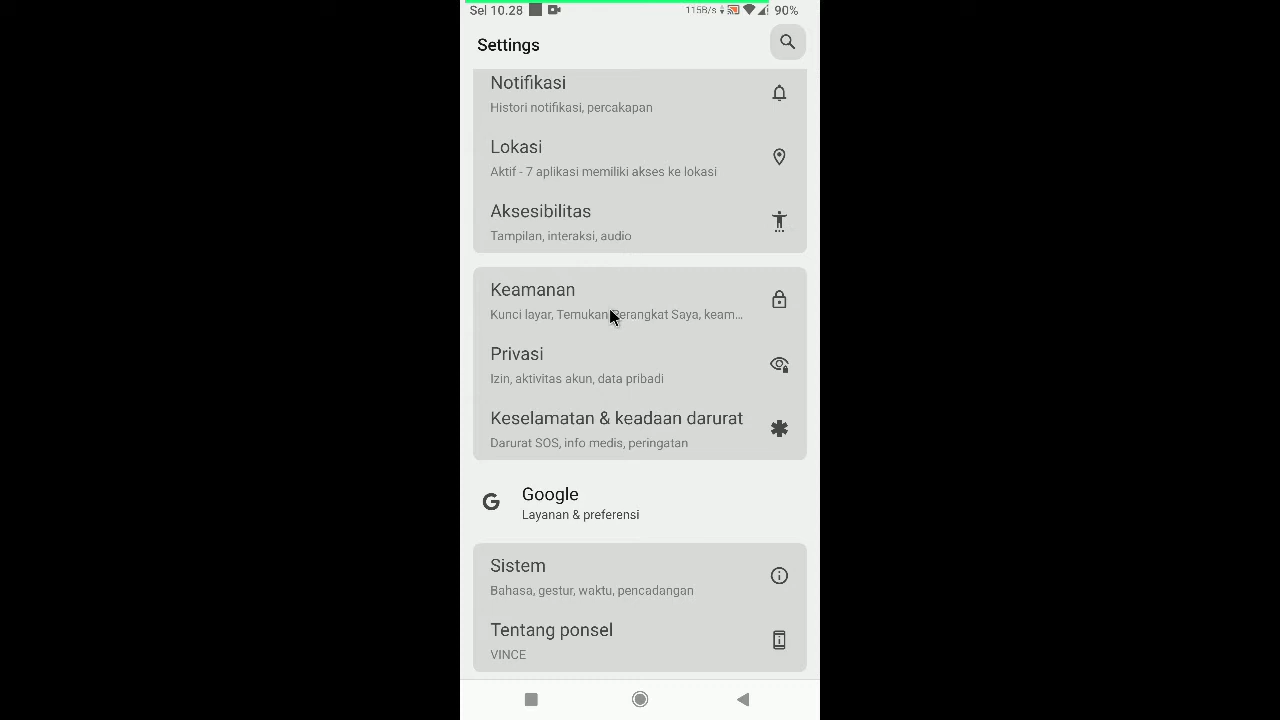 Sel 10.28
115B/s
90%
Settings
Notifikasi
Histori notifikasi, percakapan
Lokasi
Aktif - 7 aplikasi memiliki akses ke lokasi
Aksesibilitas
Tampilan, interaksi, audio
Keamanan
Kunci layar, Temukan Perangkat Saya, keam...
Privasi
Izin, aktivitas akun, data pribadi
Keselamatan & keadaan darurat
Darurat SOS, info medis, peringatan
Google
Layanan & preferensi
Sistem
Bahasa, gestur, waktu, pencadangan
Tentang ponsel
VINCE